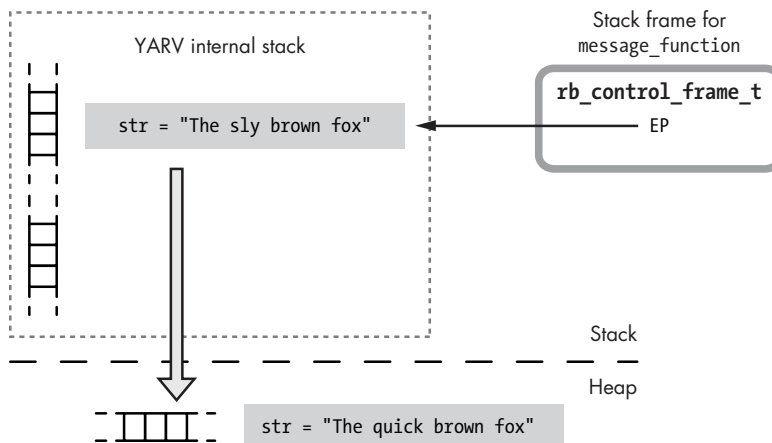 Stack frame for
message_function
YARV internal stack
rb_control_frame_t
str = "The sly brown fox"
EP
Stack
Heap
str = "The quick brown fox"